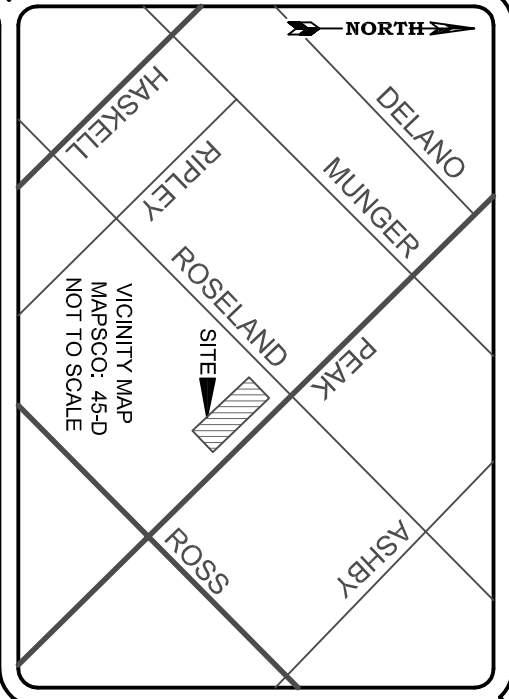 NORTH
HASKELL
RIPLEY
DELANO
MUNGER
ROSELAND
PEAK
SITE
VICINITY MAP
MAPSCO: 45-D
NOT TO SCALE
ROSS
ASHBY